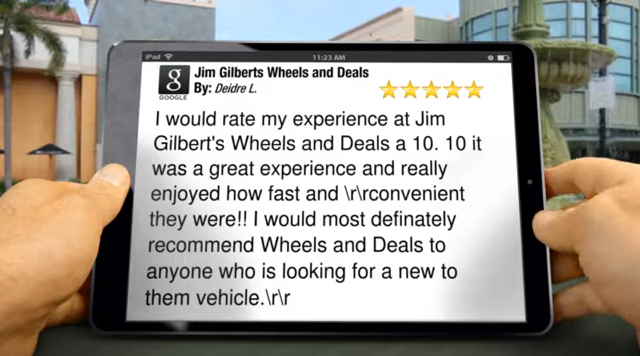 iPad
11:23 AM
Jim Gilberts Wheels and Deals
By: Deidre L.
g
GOOGLE
I would rate my experience at Jim
Gilbert's Wheels and Deals a 10. 10 it
was a great experience and really
enjoyed how fast and \r\rconvenient
they were!! I would most definately
recommend Wheels and Deals to
anyone who is looking for a new to
them vehicle.\r\r